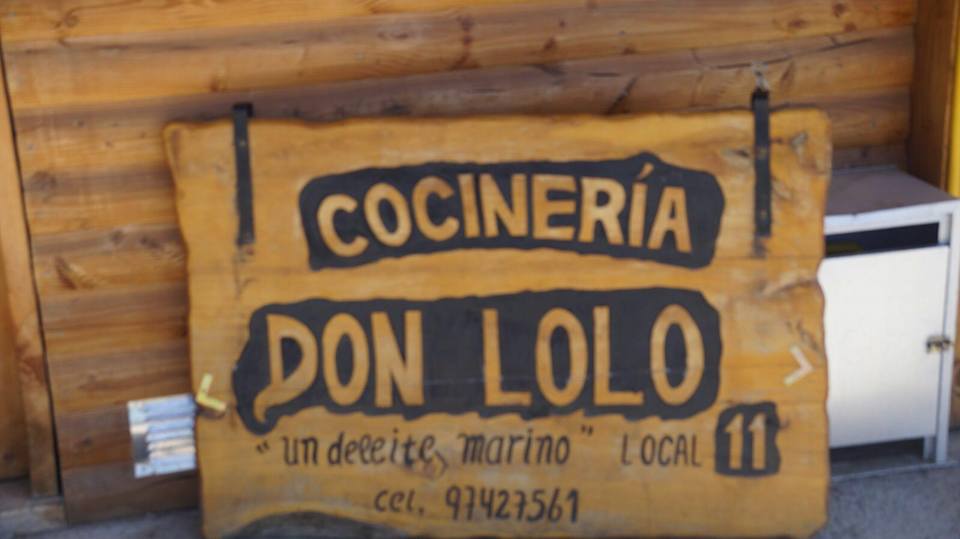 COCINERÍA
DON LOLO
"un deleite marino" LOCAL 11
cel. 97427561